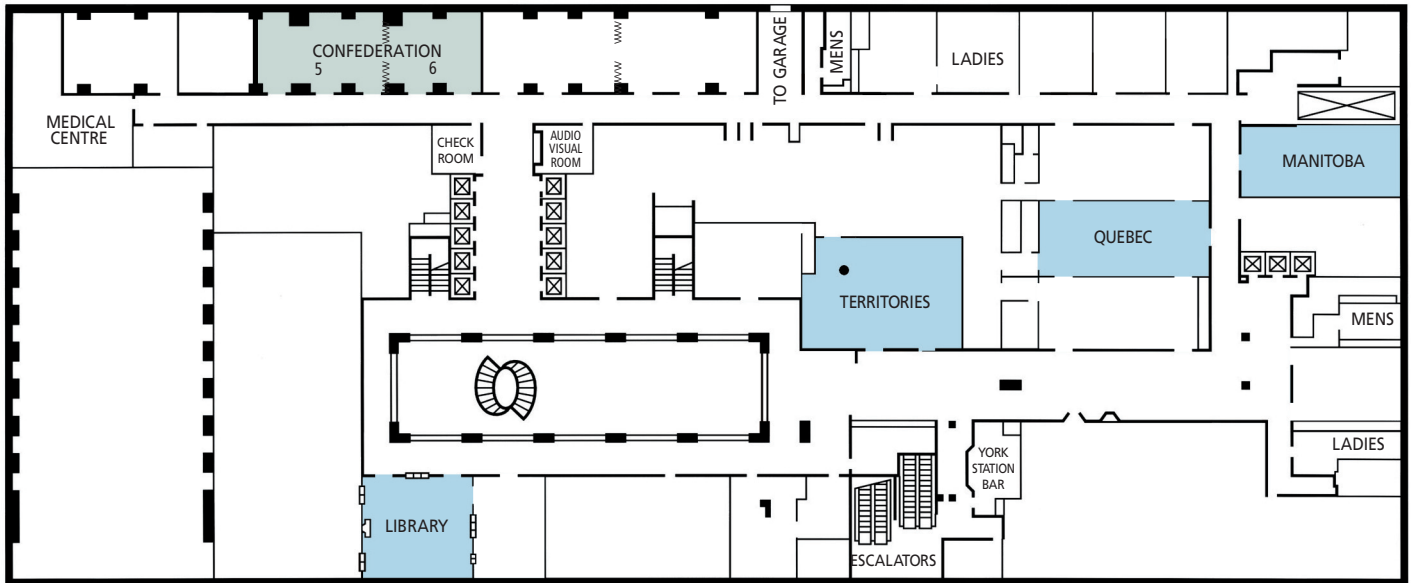 CONFEDERATION
5 6
TO GARAGE
MENS
LADIES
MEDICAL
CENTRE
CHECK
ROOM
AUDIO
VISUAL
ROOM
MANITOBA
QUEBEC
TERRITORIES
MENS
LADIES
YORK
STATION
BAR
LIBRARY
ESCALATORS